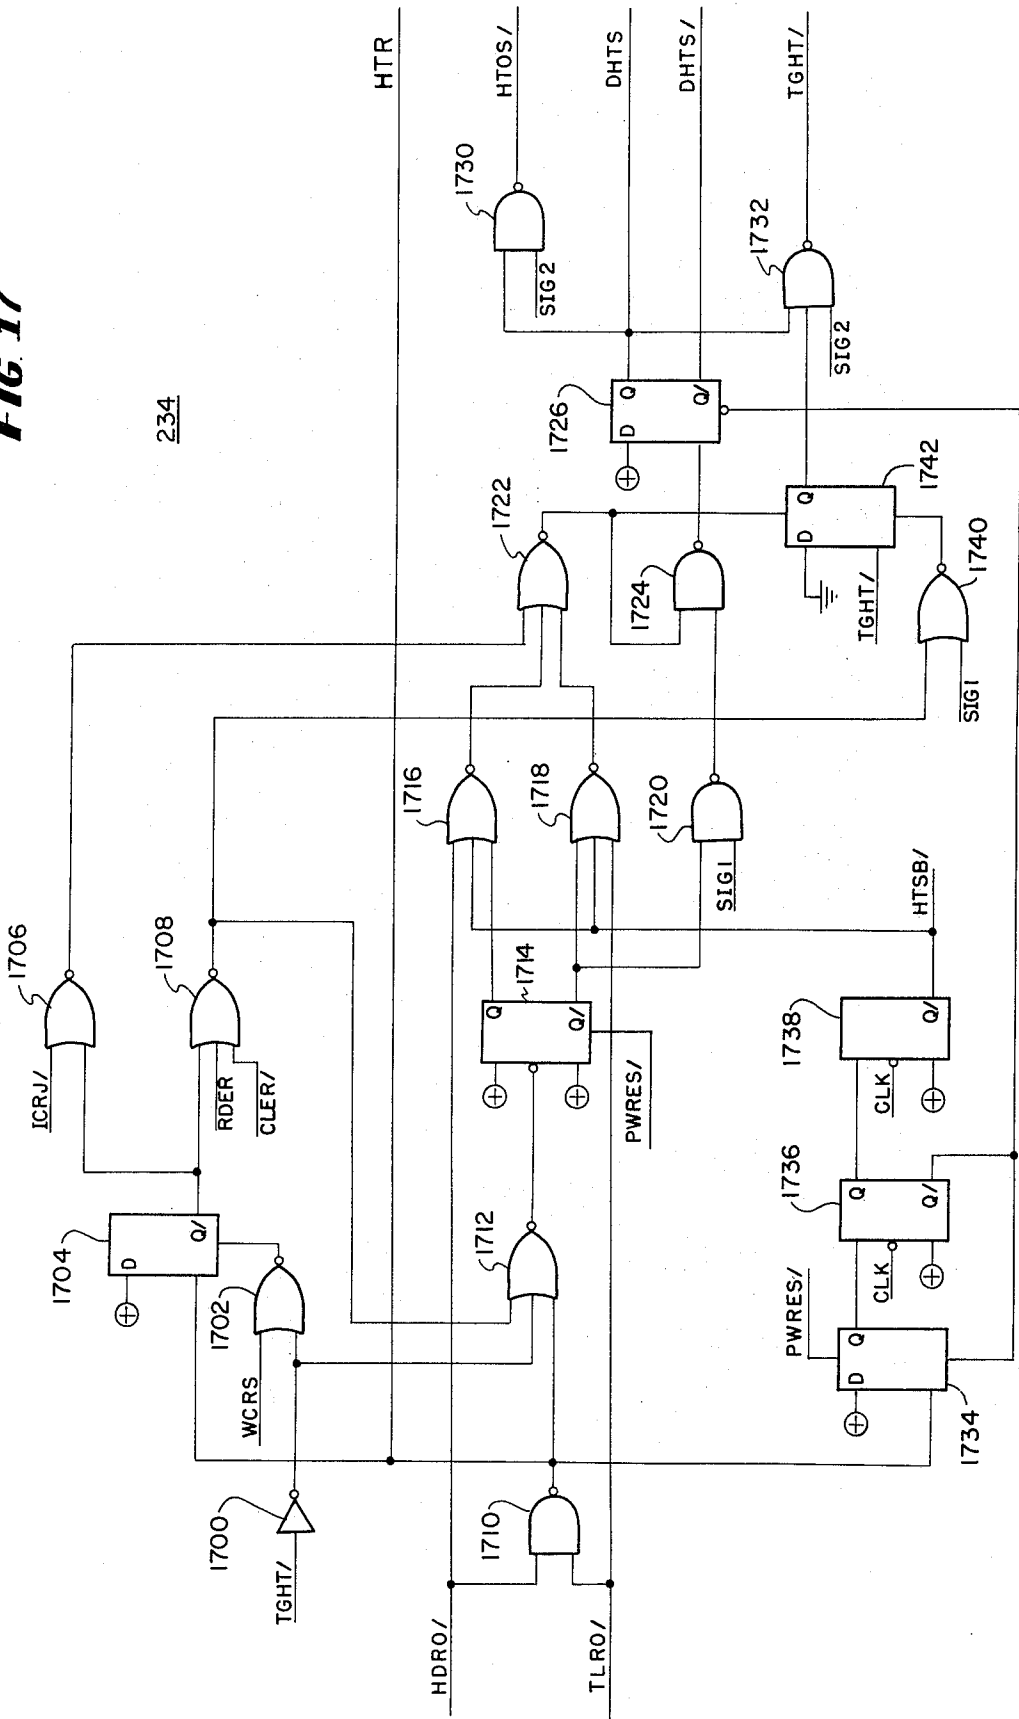 FIG. 17
234
HTR
HTOS/
DHTS
DHTS/
TGHT/
1730
SIG2
1732
SIG2
1726
D
Q
Q/
1722
1742
D
Q
TGHT/
1724
1740
SIG1
1706
ICRJ/
1708
RDER
CLER/
1716
1718
1720
SIG1
1714
Q
Q/
PWRES/
HTSB/
1738
Q/
CLK
1736
Q
Q/
CLK
PWRES/
1734
D
Q
1704
D
Q/
1702
WCRS
1712
1700
TGHT/
1710
HDRO/
TLRO/